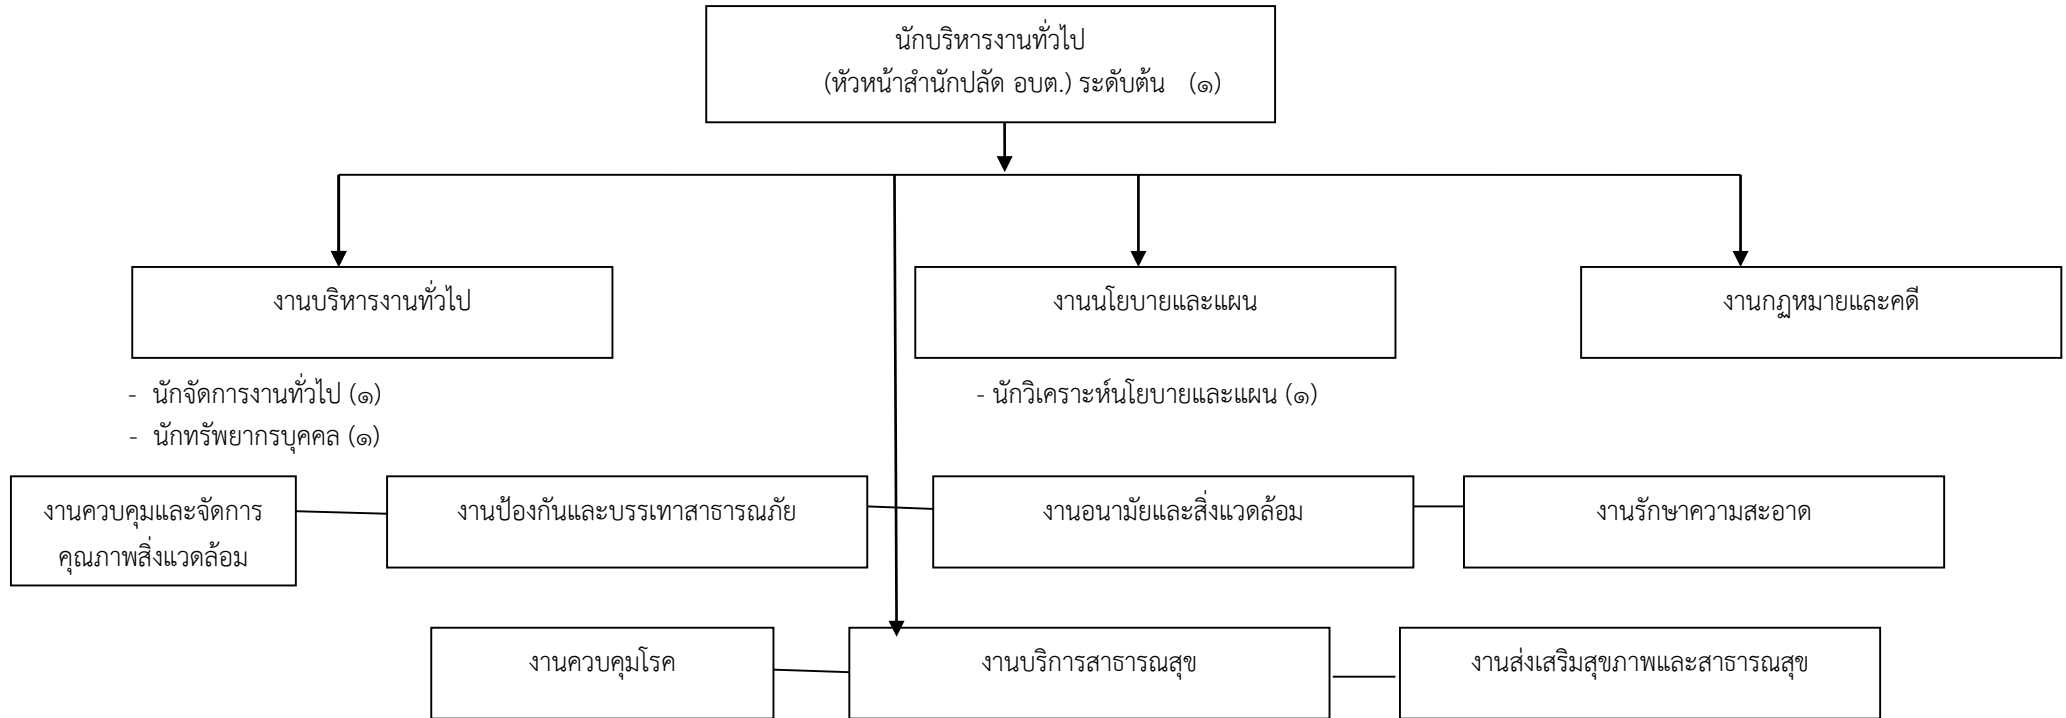 นักบริหารงานทั่วไป
(หัวหน้าสำนักปลัด อบต.) ระดับต้น (๑)
งานบริหารงานทั่วไป
งานนโยบายและแผน
งานกฎหมายและคดี
- นักจัดการงานทั่วไป (๑)
- นักทรัพยากรบุคคล (๑)
- นักวิเคราะห์นโยบายและแผน (๑)
งานควบคุมและจัดการ
คุณภาพสิ่งแวดล้อม
งานป้องกันและบรรเทาสาธารณภัย
งานอนามัยและสิ่งแวดล้อม
งานรักษาความสะอาด
งานควบคุมโรค
งานบริการสาธารณสุข
งานส่งเสริมสุขภาพและสาธารณสุข